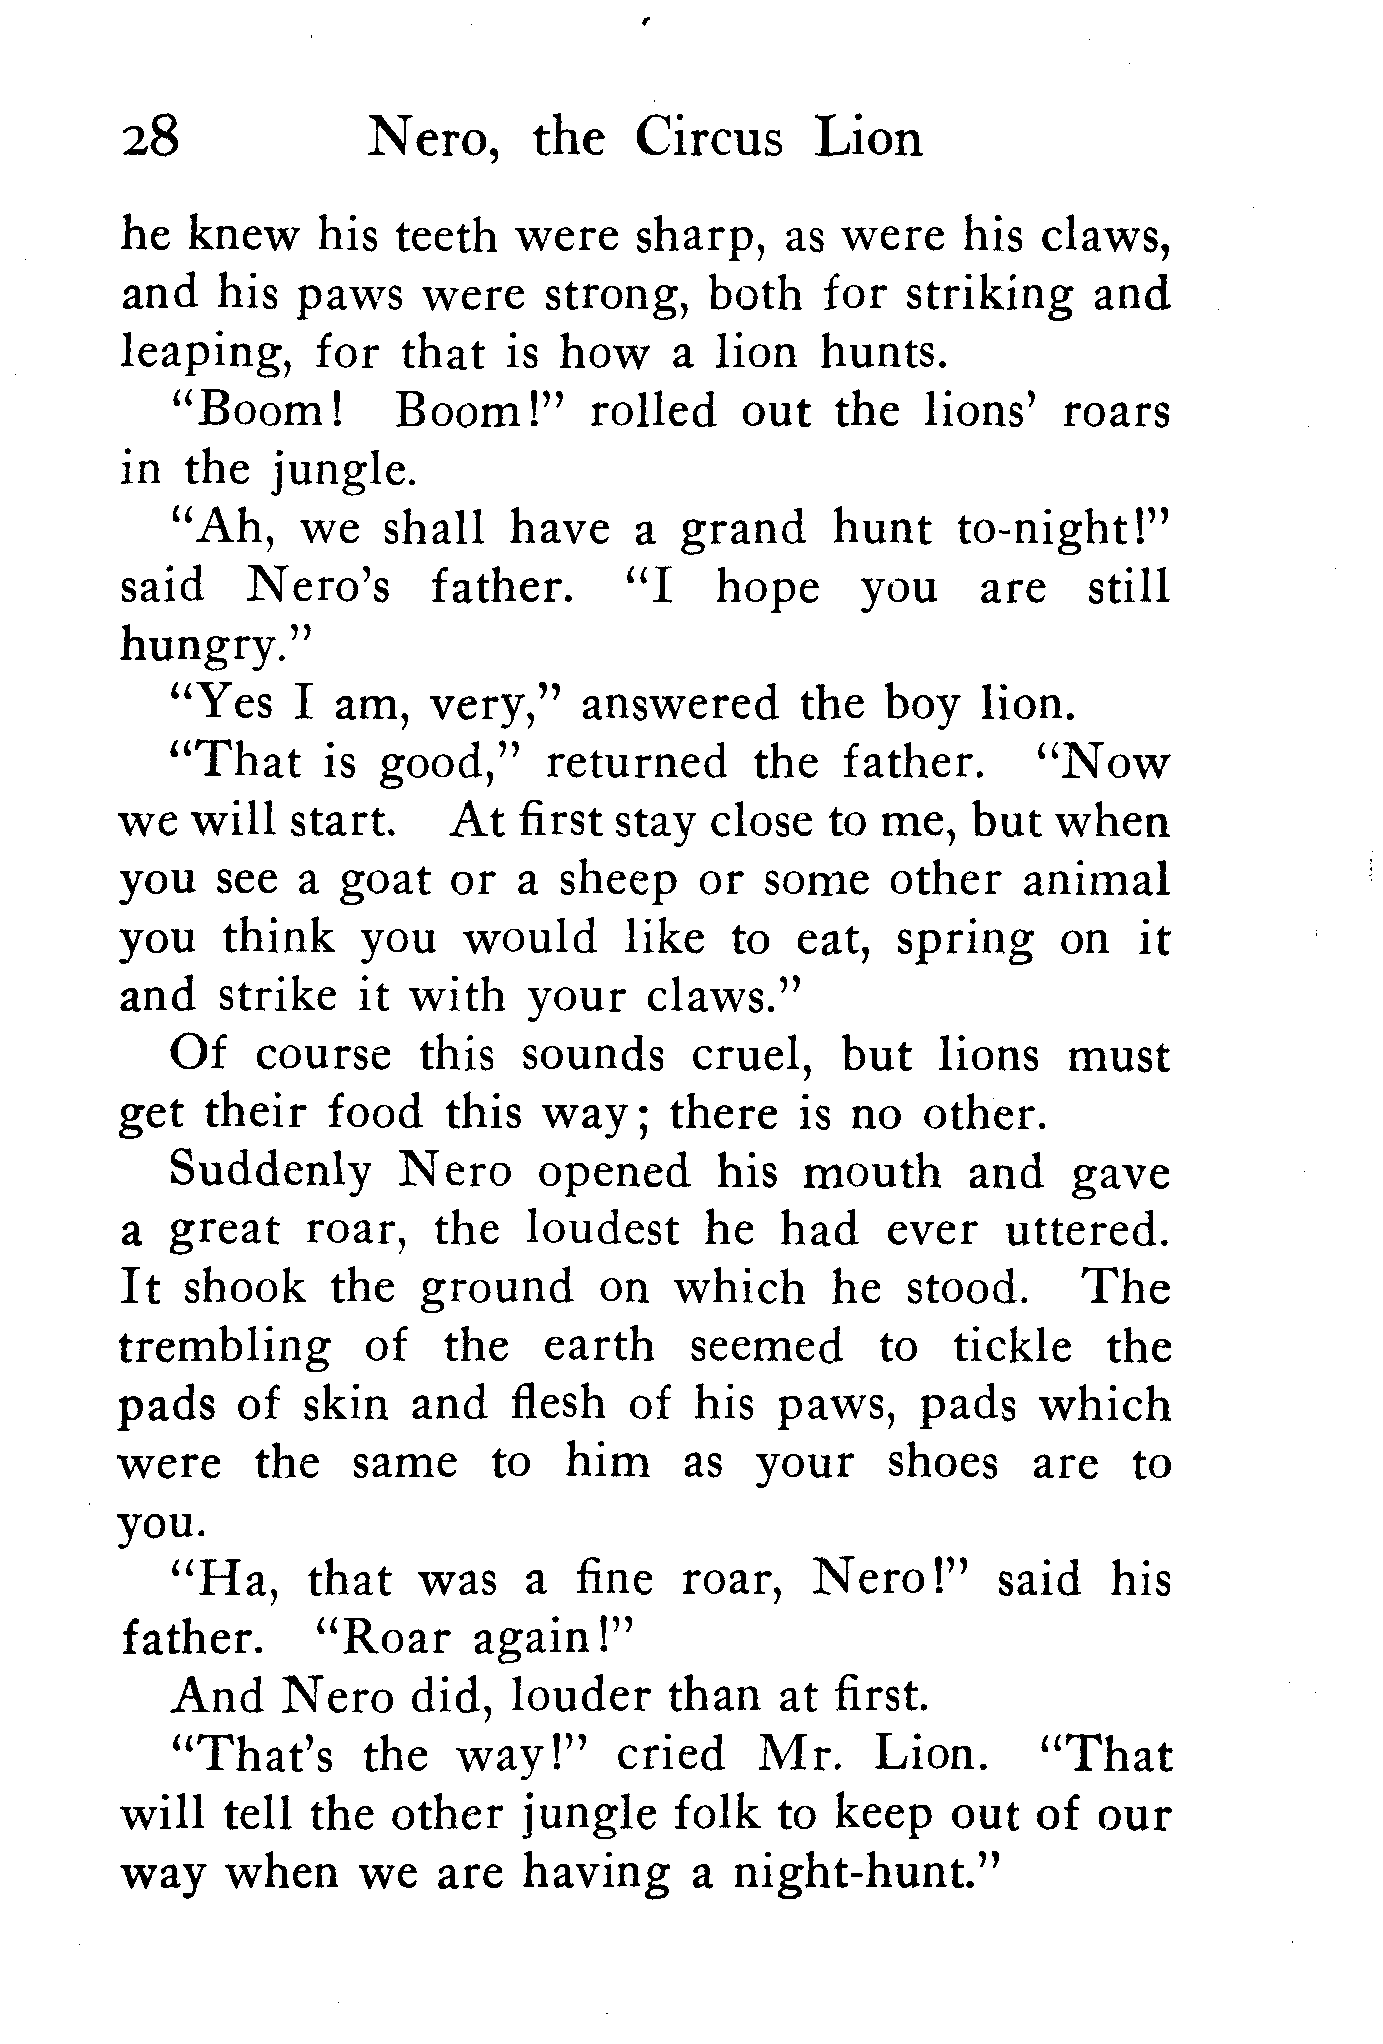 28 Nero, the Circus Lion
he knew his teeth were sharp, as were his claws,
and his paws were strong, both for striking and
leaping, for that is how a lion hunts.
“Boom! Boom!” rolled out the lions’ roars
in the jungle.
“Ah, we shall have a grand hunt to-night!”
said Nero’s father. “I hope you are still
hungry.”
“Yes I am, very,” answered the boy lion.
“That is good,” returned the father. “Now
we will start. At first stay close to me, but when
you see a goat or a sheep or some other animal
you think you would like to eat, spring on it
and strike it with your claws.”
Of course this sounds cruel, but lions must
get their food this way; there is no other.
Suddenly Nero opened his mouth and gave
a great roar, the loudest he had ever uttered.
It shook the ground on which he stood. The
trembling of the earth seemed to tickle the
pads of skin and flesh of his paws, pads which
were the same to him as your shoes are to
you.
“Ha, that was a fine roar, Nero!” said his
father. “Roar again!”
And Nero did, louder than at first.
“That’s the way!” cried Mr. Lion. “That
will tell the other jungle folk to keep out of our
way when we are having a night-hunt.”